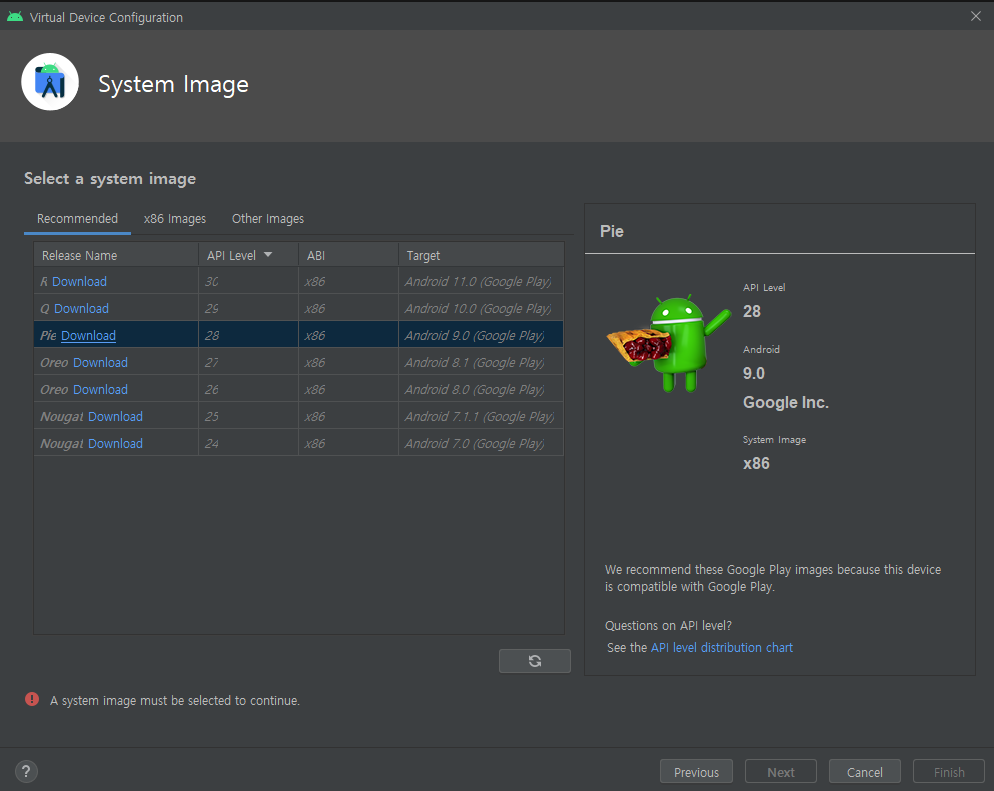 Virtual Device Configuration
System Image
Select a system image
Recommended x86 Images Other Images
Release Name API Level ABI Target
R Download 30 x86 Android 11.0 (Google Play)
Q Download 29 x86 Android 10.0 (Google Play)
Pie Download 28 x86 Android 9.0 (Google Play)
Oreo Download 27 x86 Android 8.1 (Google Play)
Oreo Download 26 x86 Android 8.0 (Google Play)
Nougat Download 25 x86 Android 7.1.1 (Google Play)
Nougat Download 24 x86 Android 7.0 (Google Play)
Pie
API Level
28
Android
9.0
Google Inc.
System Image
x86
We recommend these Google Play images because this device
is compatible with Google Play.
Questions on API level?
See the API level distribution chart
A system image must be selected to continue.
? Previous Next Cancel Finish